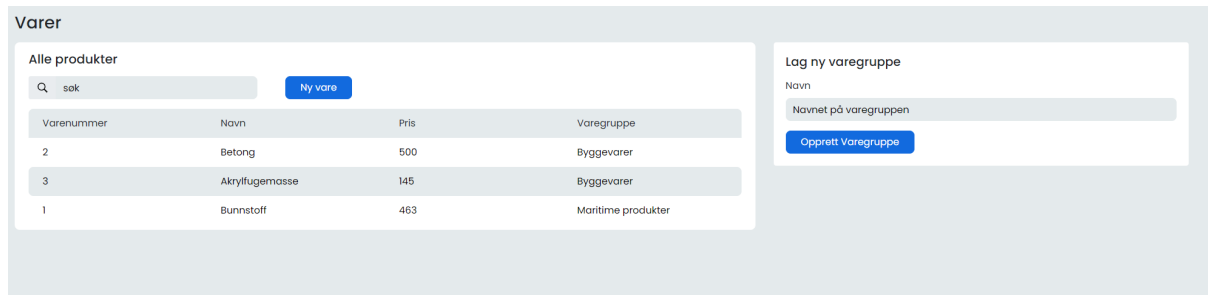 Varer
Alle produkter
søk
Ny vare
Varenummer Navn Pris Varegruppe
2 Betong 500 Byggevarer
3 Akrylfugemasse 145 Byggevarer
1 Bunnstoff 463 Maritime produkter
Lag ny varegruppe
Navn
Navnet på varegruppen
Opprett Varegruppe